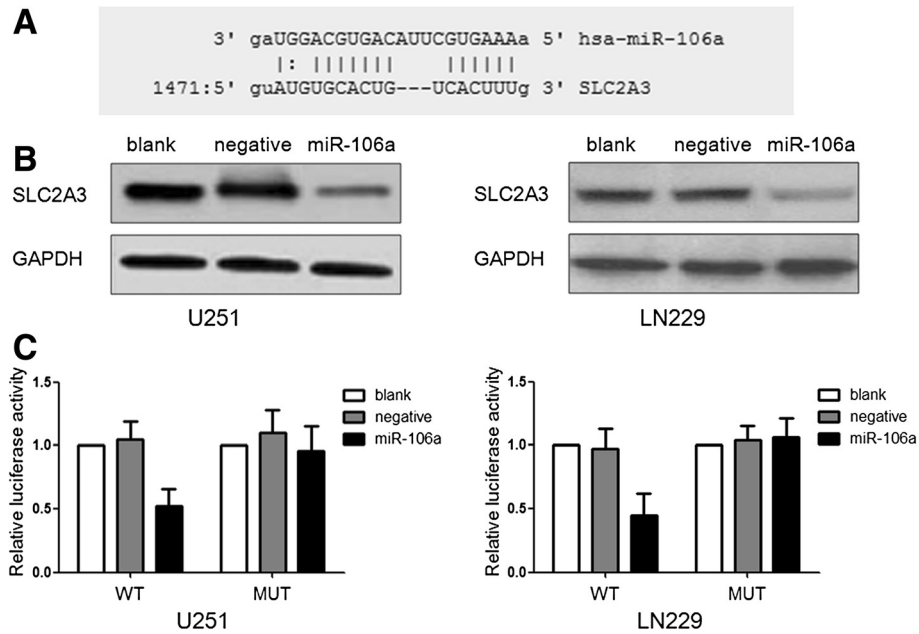 A
3' gaUGGACGUGACAUUCGUGAAAa 5' hsa-miR-106a
|: ||||||| ||||||
1471:5' guAUGUGCACUG---UCACUUUg 3' SLC2A3
B
blank negative miR-106a
SLC2A3
GAPDH
U251
blank negative miR-106a
SLC2A3
GAPDH
LN229
C
Relative luciferase activity
1.5
1.0
0.5
0.0
WT MUT
U251
blank
negative
miR-106a
Relative luciferase activity
1.5
1.0
0.5
0.0
WT MUT
LN229
blank
negative
miR-106a